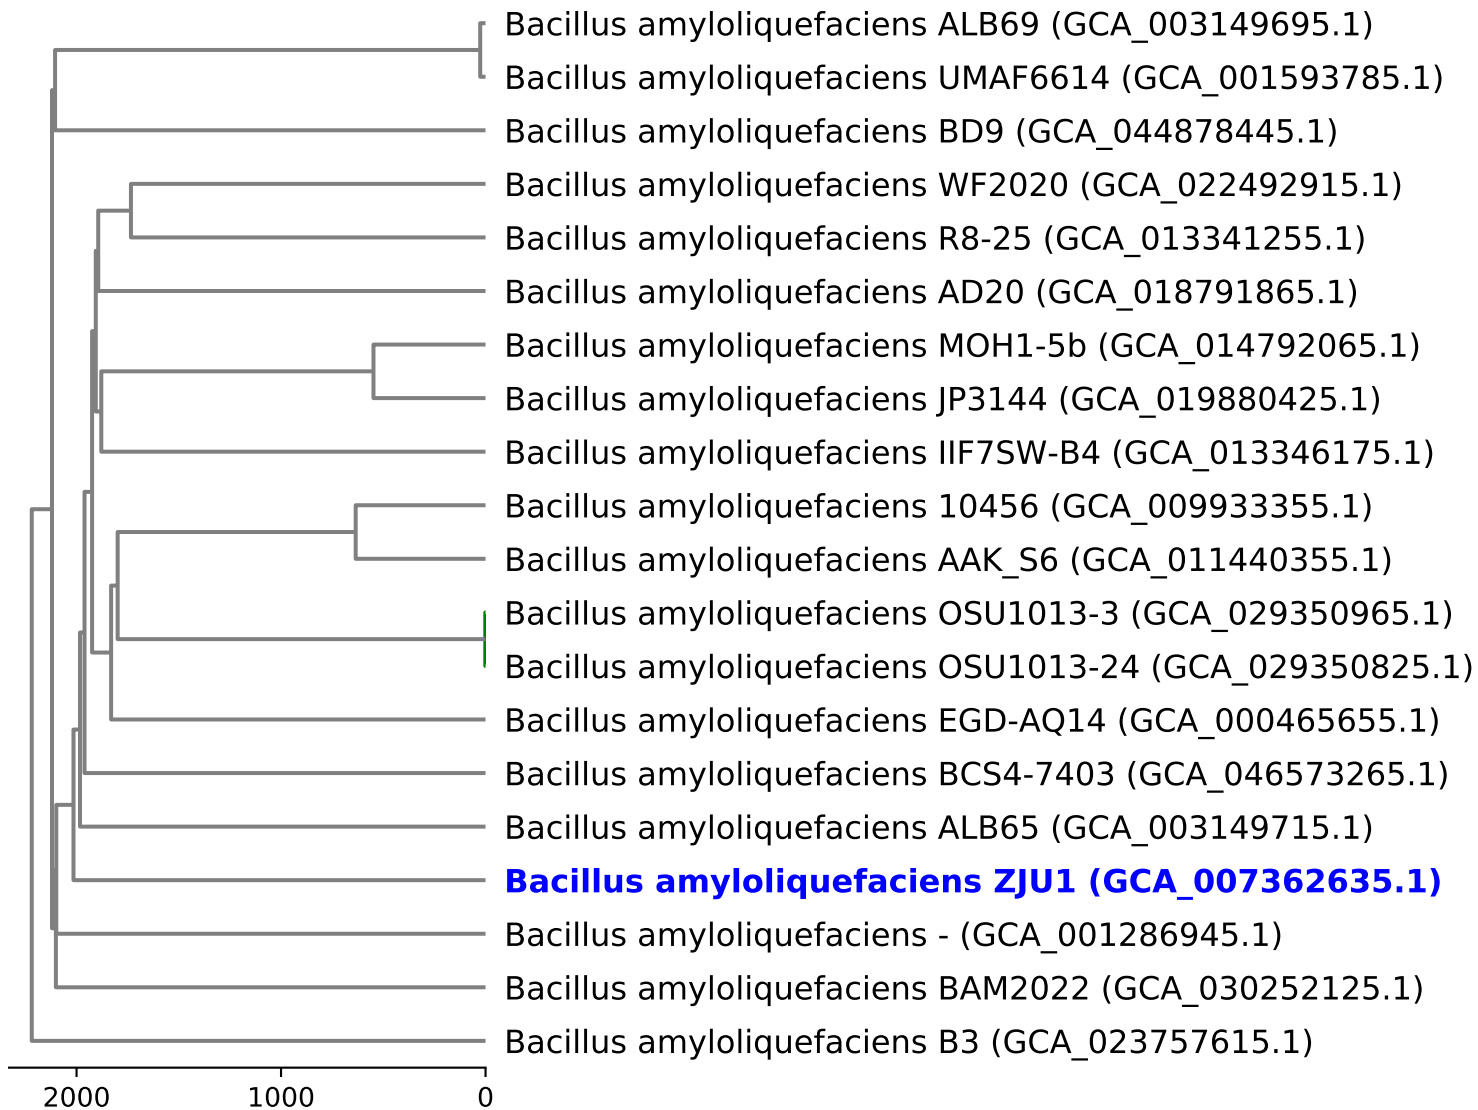 Bacillus amyloliquefaciens ALB69 (GCA_003149695.1)
Bacillus amyloliquefaciens UMAF6614 (GCA_001593785.1)
Bacillus amyloliquefaciens BD9 (GCA_044878445.1)
Bacillus amyloliquefaciens WF2020 (GCA_022492915.1)
Bacillus amyloliquefaciens R8-25 (GCA_013341255.1)
Bacillus amyloliquefaciens AD20 (GCA_018791865.1)
Bacillus amyloliquefaciens MOH1-5b (GCA_014792065.1)
Bacillus amyloliquefaciens JP3144 (GCA_019880425.1)
Bacillus amyloliquefaciens IIF7SW-B4 (GCA_013346175.1)
Bacillus amyloliquefaciens 10456 (GCA_009933355.1)
Bacillus amyloliquefaciens AAK_S6 (GCA_011440355.1)
Bacillus amyloliquefaciens OSU1013-3 (GCA_029350965.1)
Bacillus amyloliquefaciens OSU1013-24 (GCA_029350825.1)
Bacillus amyloliquefaciens EGD-AQ14 (GCA_000465655.1)
Bacillus amyloliquefaciens BCS4-7403 (GCA_046573265.1)
Bacillus amyloliquefaciens ALB65 (GCA_003149715.1)
Bacillus amyloliquefaciens ZJU1 (GCA_007362635.1)
Bacillus amyloliquefaciens - (GCA_001286945.1)
Bacillus amyloliquefaciens BAM2022 (GCA_030252125.1)
Bacillus amyloliquefaciens B3 (GCA_023757615.1)
2000 1000 0